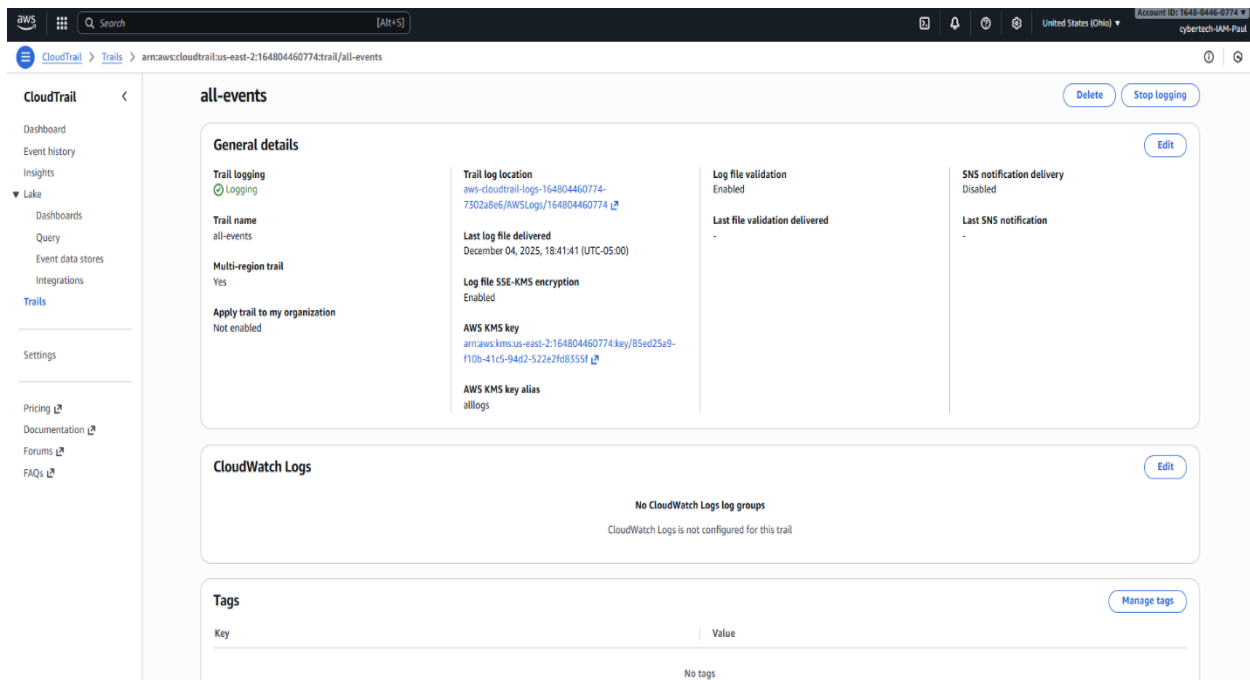 aws
Search
[Alt+S]
United States (Ohio)
Account ID: 1648-0446-0774
cybertech-IAM-Paul
CloudTrail > Trails > arn:aws:cloudtrail:us-east-2:164804460774:trail/all-events
CloudTrail
Dashboard
Event history
Insights
Lake
Dashboards
Query
Event data stores
Integrations
Trails
Settings
Pricing
Documentation
Forums
FAQs
all-events
Delete
Stop logging
General details
Edit
Trail logging
Logging
Trail name
all-events
Multi-region trail
Yes
Apply trail to my organization
Not enabled
Trail log location
aws-cloudtrail-logs-164804460774-
7302a8e6/AWSLogs/164804460774
Last log file delivered
December 04, 2025, 18:41:41 (UTC-05:00)
Log file SSE-KMS encryption
Enabled
AWS KMS key
arn:aws:kms:us-east-2:164804460774:key/85ed25a9-
f10b-41c5-94d2-522e2fd8355f
AWS KMS key alias
alllogs
Log file validation
Enabled
Last file validation delivered
-
SNS notification delivery
Disabled
Last SNS notification
-
CloudWatch Logs
Edit
No CloudWatch Logs log groups
CloudWatch Logs is not configured for this trail
Tags
Manage tags
Key
Value
No tags